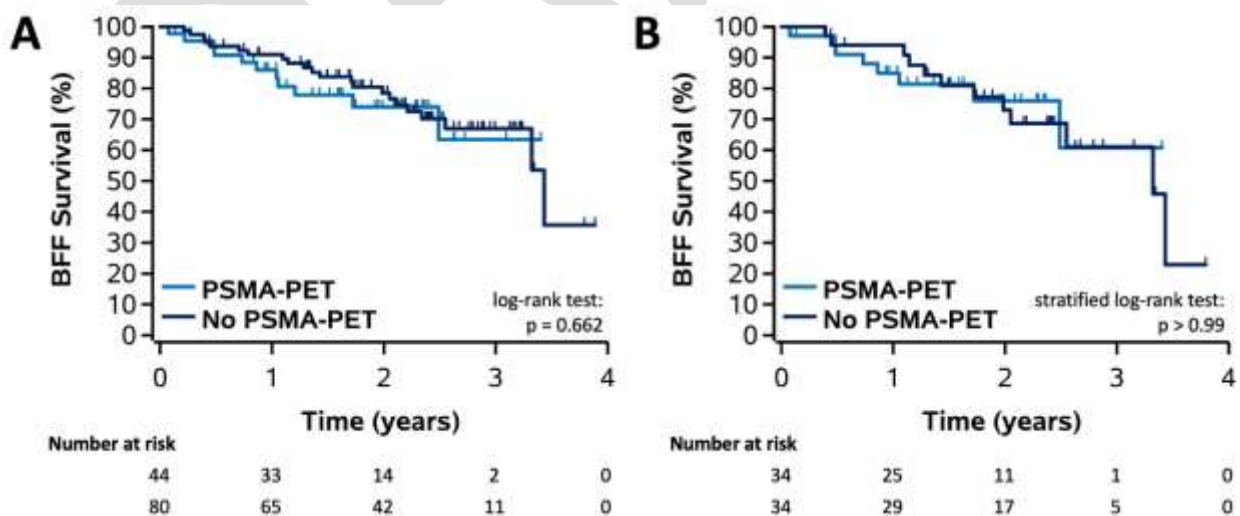 A
BFF Survival (%)
100
90
80
70
60
50
40
30
20
10
0
PSMA-PET
No PSMA-PET
log-rank test:
p = 0.662
0 1 2 3 4
Time (years)
Number at risk
44 33 14 2 0
80 65 42 11 0
B
BFF Survival (%)
100
90
80
70
60
50
40
30
20
10
0
PSMA-PET
No PSMA-PET
stratified log-rank test:
p > 0.99
0 1 2 3 4
Time (years)
Number at risk
34 25 11 1 0
34 29 17 5 0